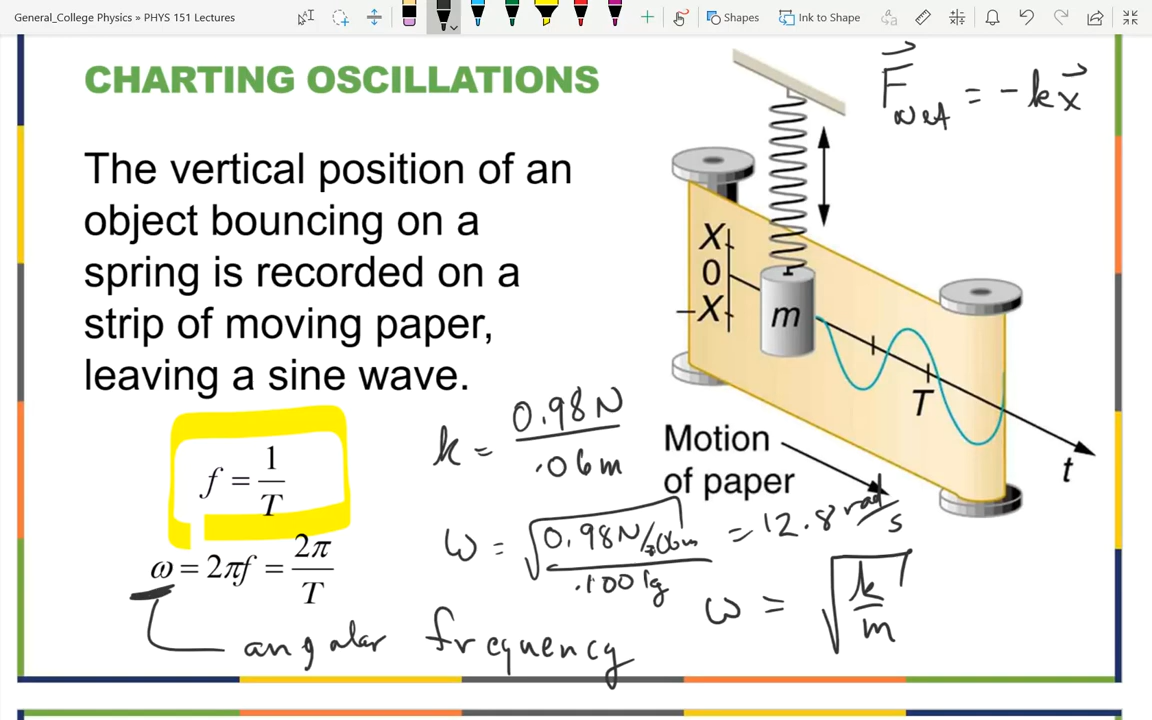 General_College Physics » PHYS 151 Lectures
Shapes
Ink to Shape
CHARTING OSCILLATIONS
The vertical position of an
object bouncing on a
spring is recorded on a
strip of moving paper,
leaving a sine wave.
F⃗ Net = -kx⃗
X
0
-X
m
T
t
Motion
of paper
f = 1/T
ω = 2πf = 2π/T
angular frequency
k = 0.98N / .06m
ω = √(0.98N/.06m / .100kg) = 12.8 rad/s
ω = √(k/m)